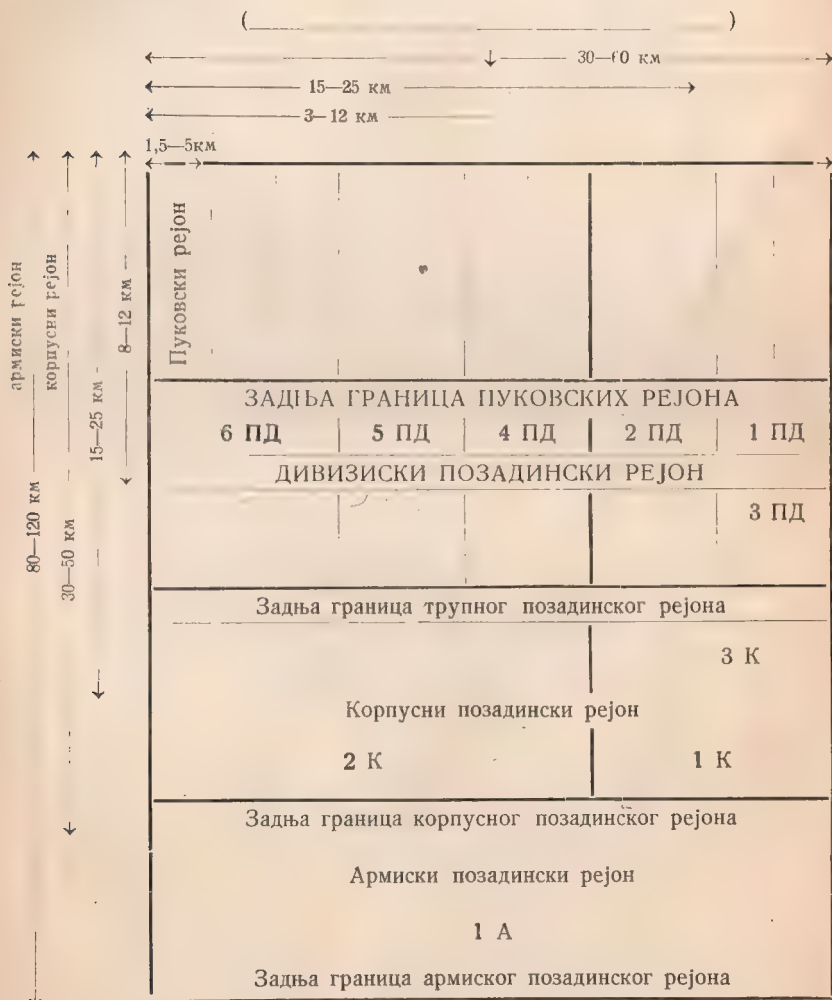 30–60 км
15–25 км
3–12 км
1,5–5км
армиски рејон
80–120 км
корпусни рејон
30–50 км
15–25 км
8–12 км
Пуковски рејон
ЗАДЊА ГРАНИЦА ПУКОВСКИХ РЕЈОНА
6 ПД 5 ПД 4 ПД 2 ПД 1 ПД
ДИВИЗИСКИ ПОЗАДИНСКИ РЕЈОН
3 ПД
Задња граница трупног позадинског рејона
3 К
Корпусни позадински рејон
2 К 1 К
Задња граница корпусног позадинског рејона
Армиски позадински рејон
1 А
Задња граница армиског позадинског рејона